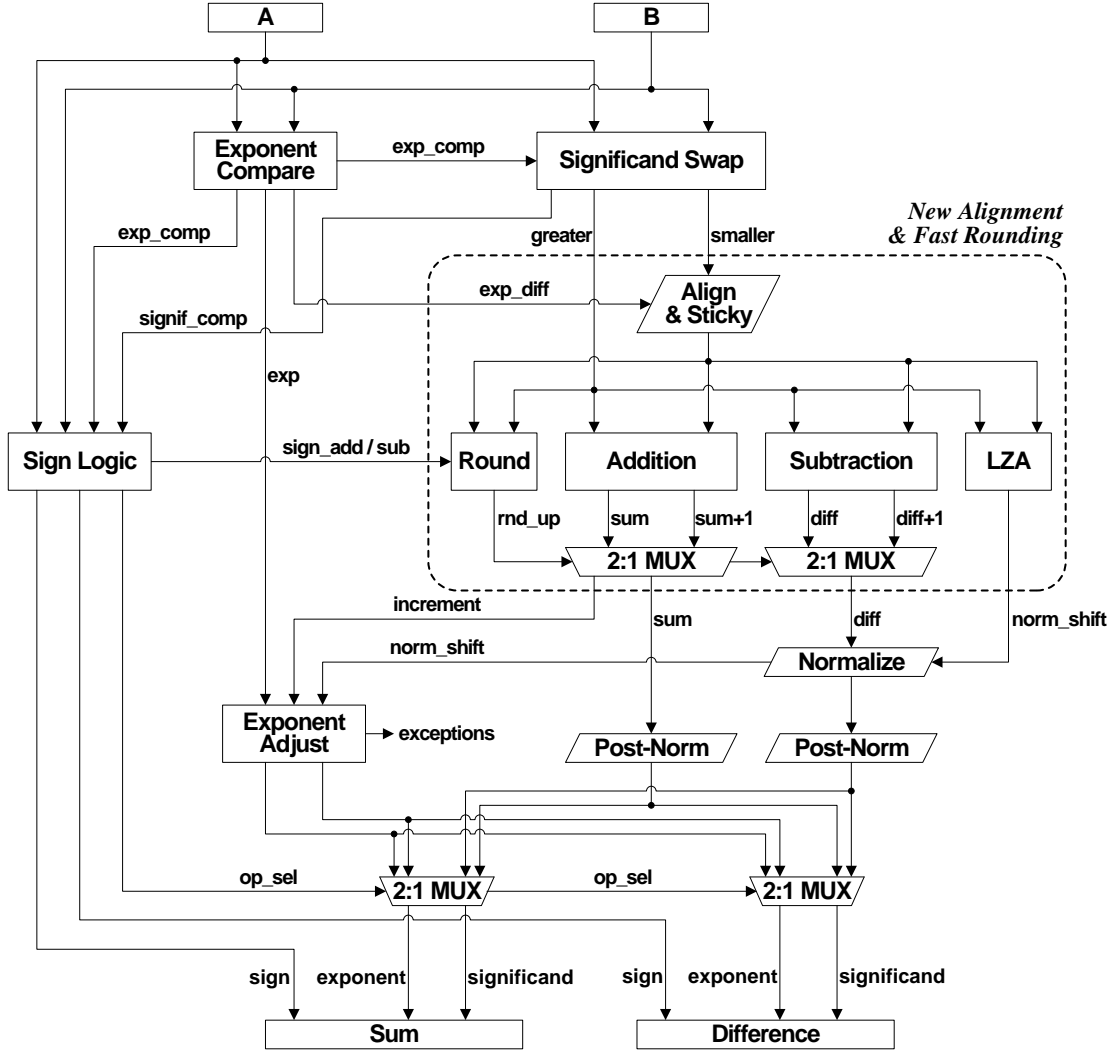 A
B
Exponent
Compare
exp_comp
Significand Swap
New Alignment
& Fast Rounding
exp_comp
greater
smaller
exp_diff
Align
& Sticky
signif_comp
exp
Sign Logic
sign_add / sub
Round
Addition
Subtraction
LZA
rnd_up
sum
sum+1
diff
diff+1
2:1 MUX
2:1 MUX
increment
sum
diff
norm_shift
norm_shift
Normalize
Exponent
Adjust
exceptions
Post-Norm
Post-Norm
op_sel
2:1 MUX
op_sel
2:1 MUX
sign
exponent
significand
sign
exponent
significand
Sum
Difference